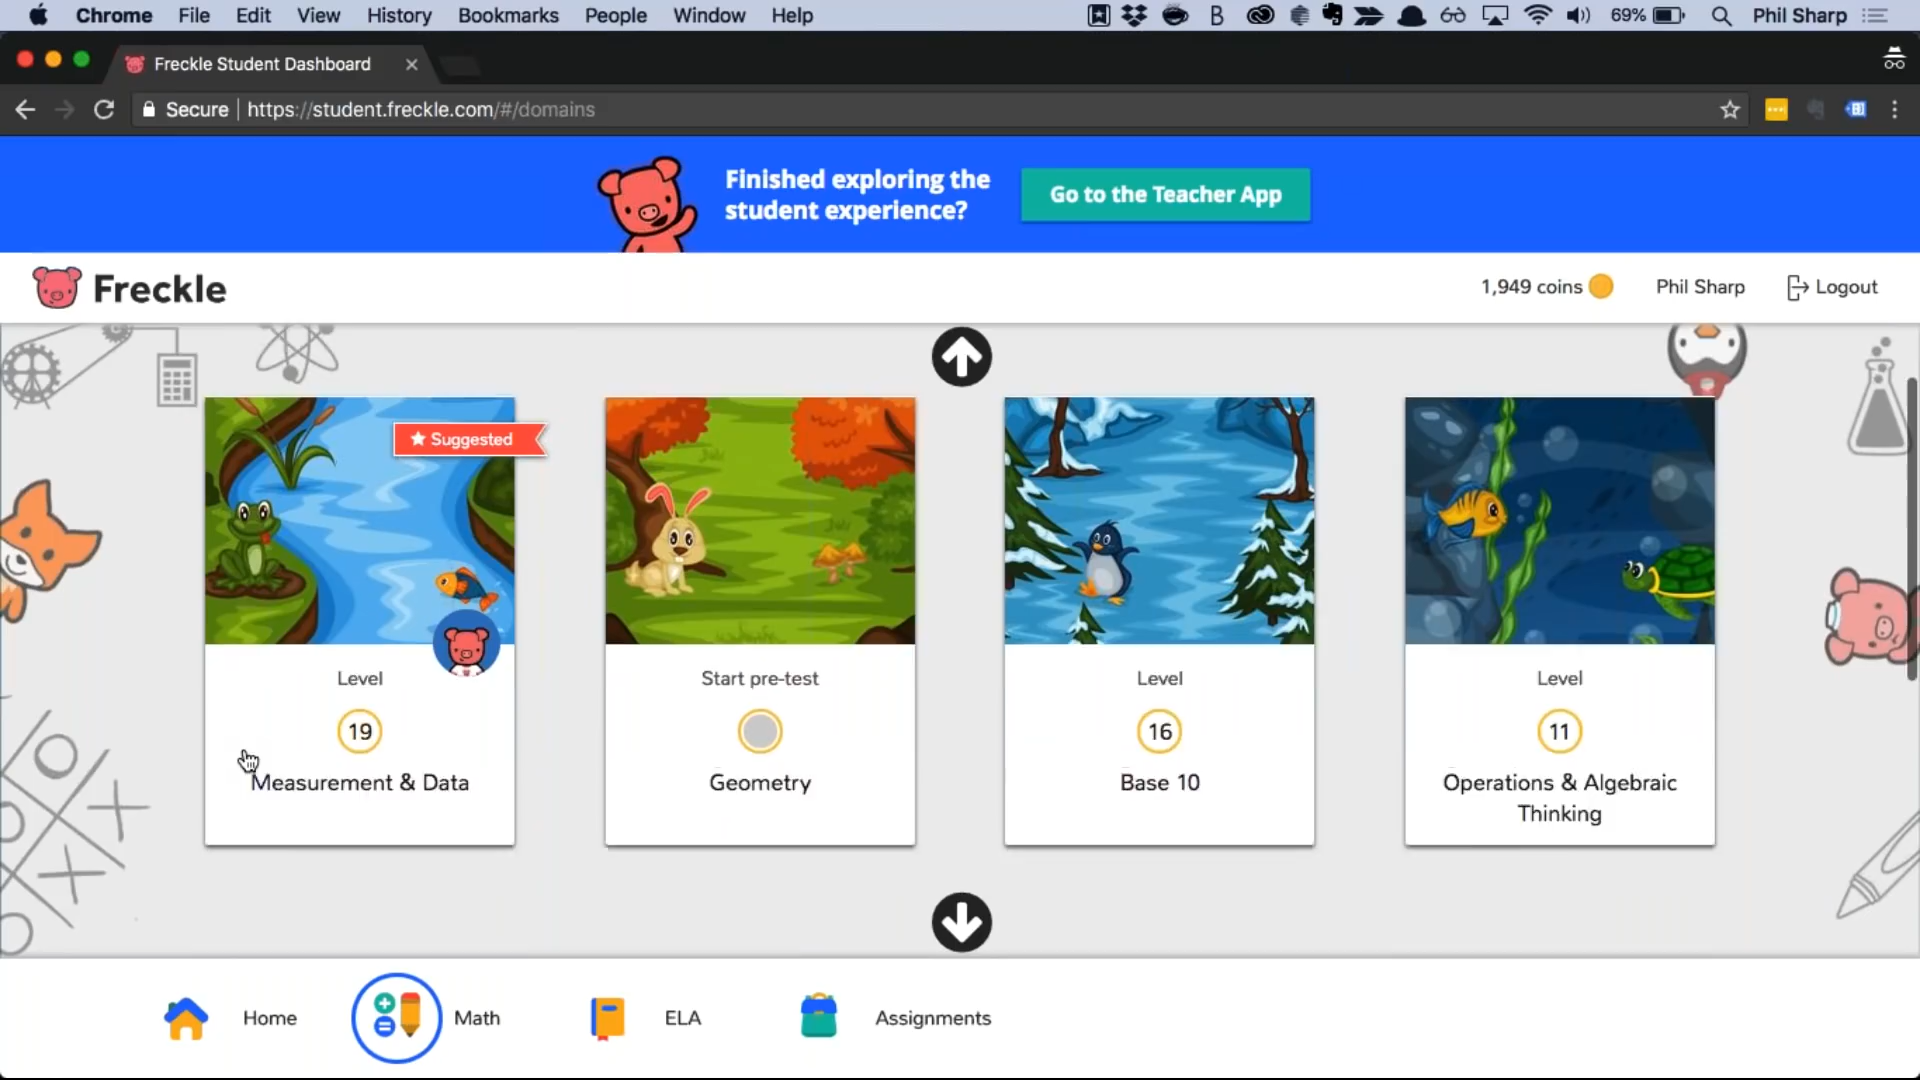 Chrome File Edit View History Bookmarks People Window Help
69%
Phil Sharp
Freckle Student Dashboard
Secure
https://student.freckle.com/#/domains
Finished exploring the
student experience?
Go to the Teacher App
Freckle
1,949 coins
Phil Sharp
Logout
Suggested
Level
19
Measurement & Data
Start pre-test
Geometry
Level
16
Base 10
Level
11
Operations & Algebraic
Thinking
Home
Math
ELA
Assignments